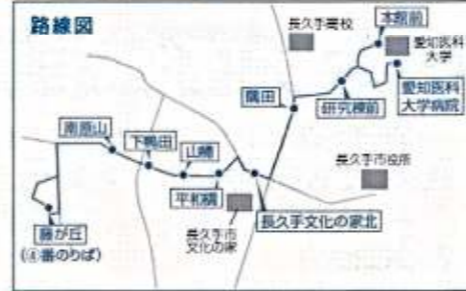 路線図
長久手高校
本館前
愛知医科
大学
隅田
研究棟前
愛知医科
大学病院
南原山
下鴨田
山越
平和橋
長久手市役所
長久手文化の家北
長久手市
文化の家
藤が丘
(④番のりば)